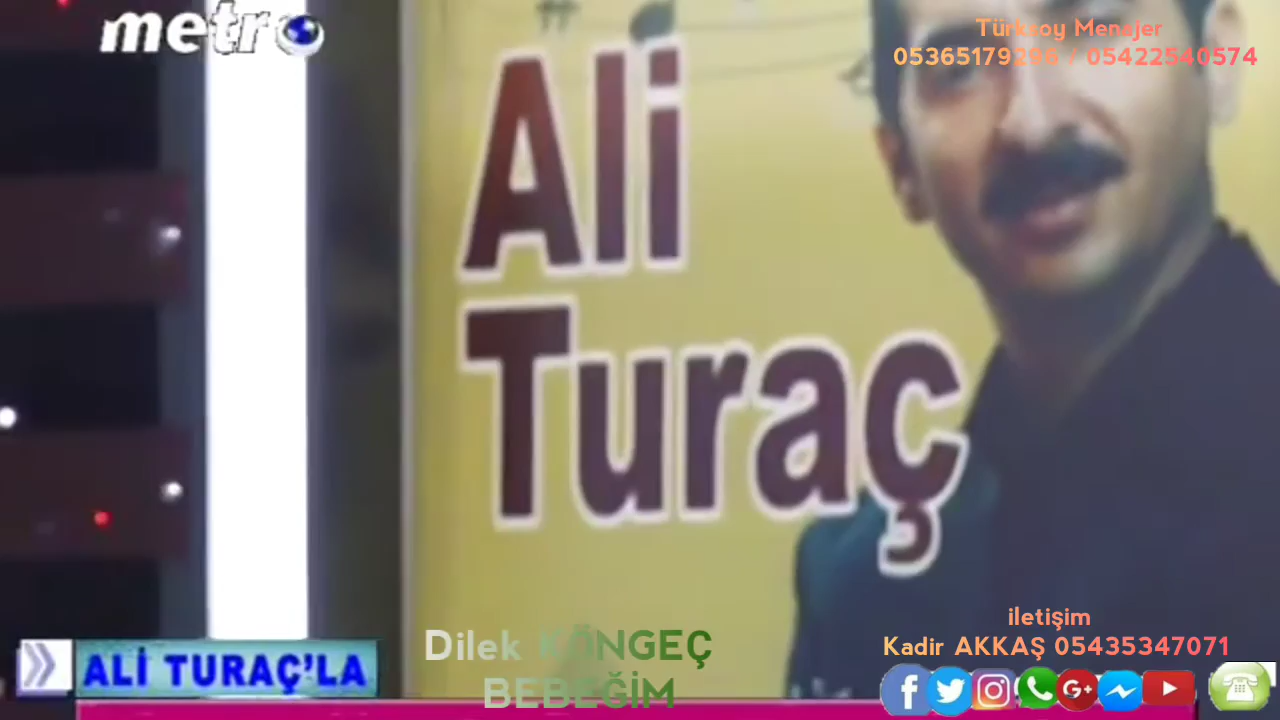 metro
Türksoy Menajer
05365179296 / 05422540574
Ali
Turaç
iletişim
Kadir AKKAŞ 05435347071
Dilek KÖNGEÇ
BEBEĞİM
ALİ TURAÇ'LA